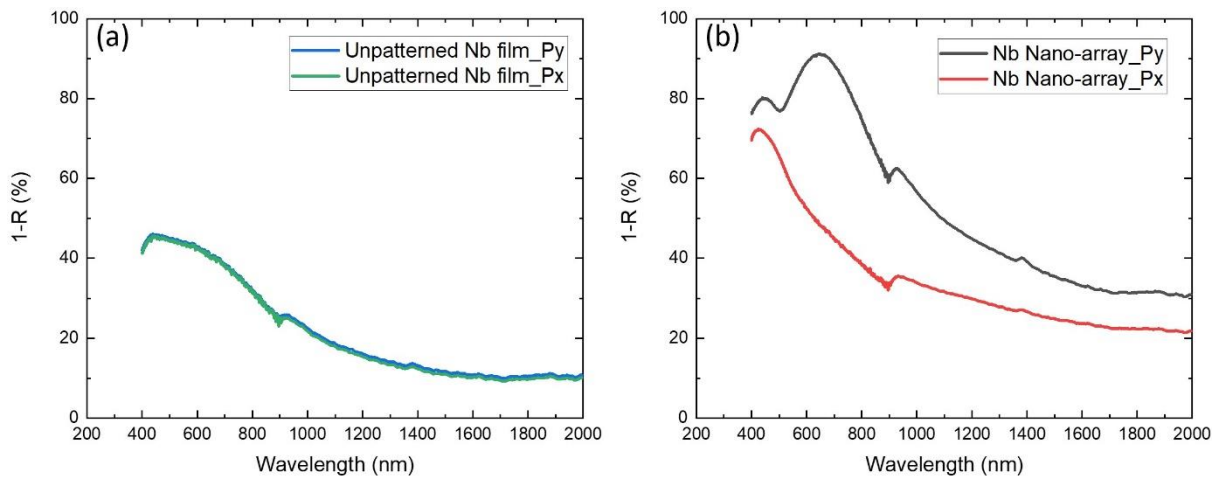 (a)
Unpatterned Nb film_Py
Unpatterned Nb film_Px
100
80
60
40
20
0
1-R (%)
200 400 600 800 1000 1200 1400 1600 1800 2000
Wavelength (nm)
(b)
Nb Nano-array_Py
Nb Nano-array_Px
100
80
60
40
20
0
1-R (%)
200 400 600 800 1000 1200 1400 1600 1800 2000
Wavelength (nm)